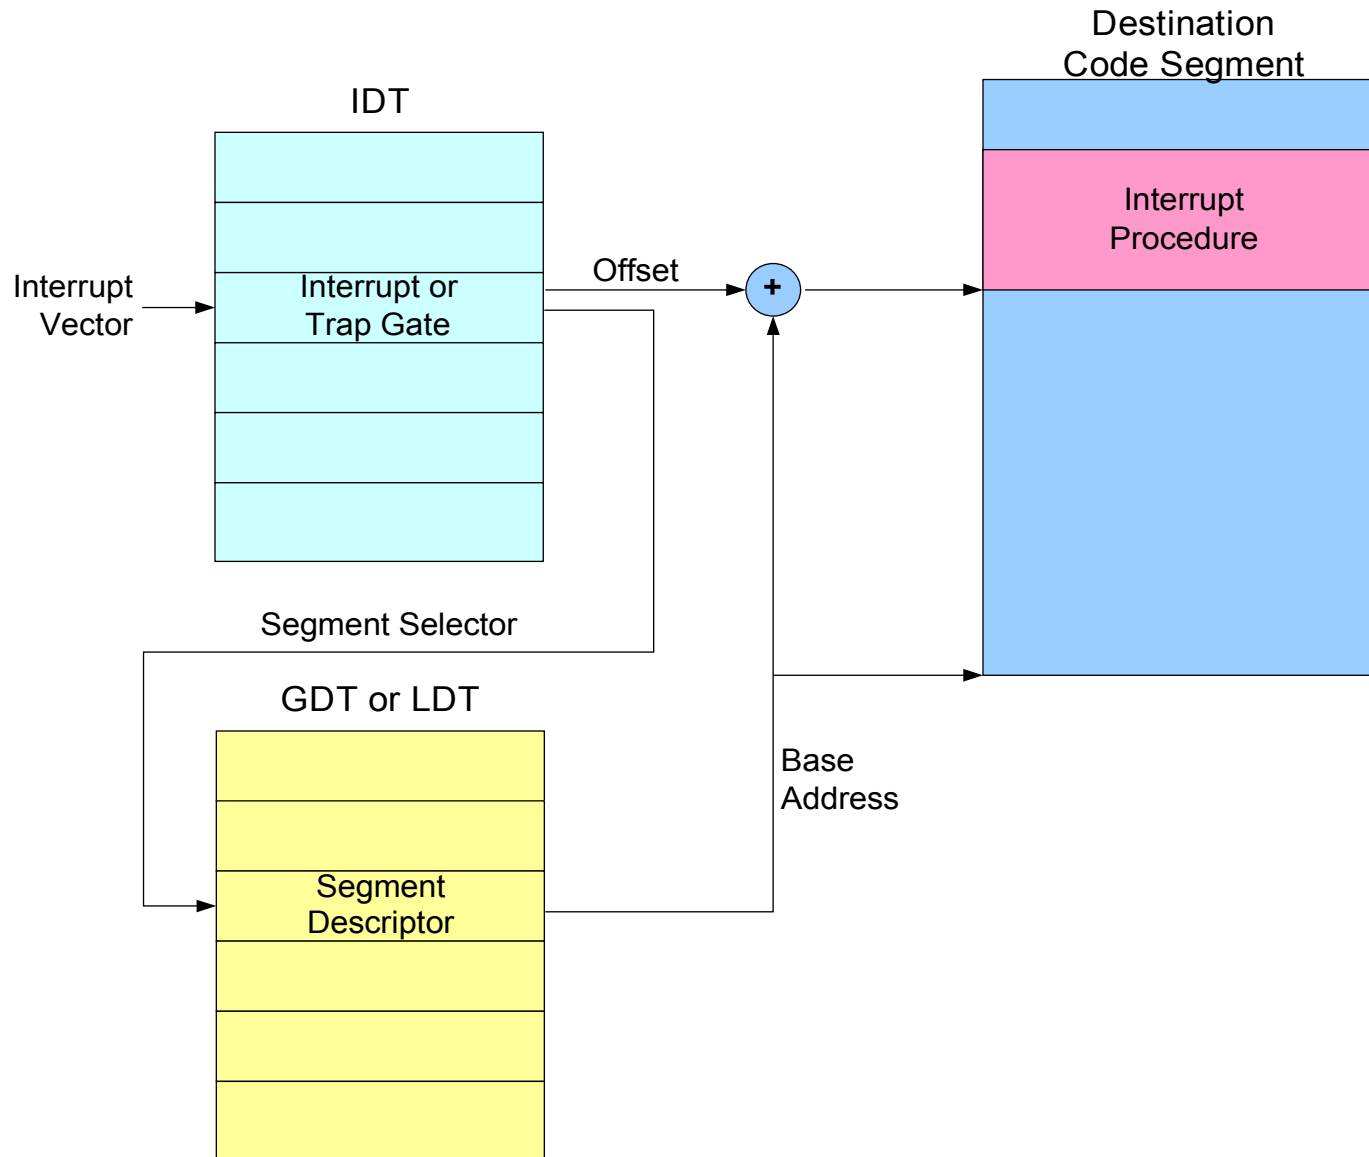 Destination
Code Segment
IDT
Interrupt
Procedure
Interrupt
Vector
Interrupt or
Trap Gate
Offset
+
Segment Selector
GDT or LDT
Base
Address
Segment
Descriptor